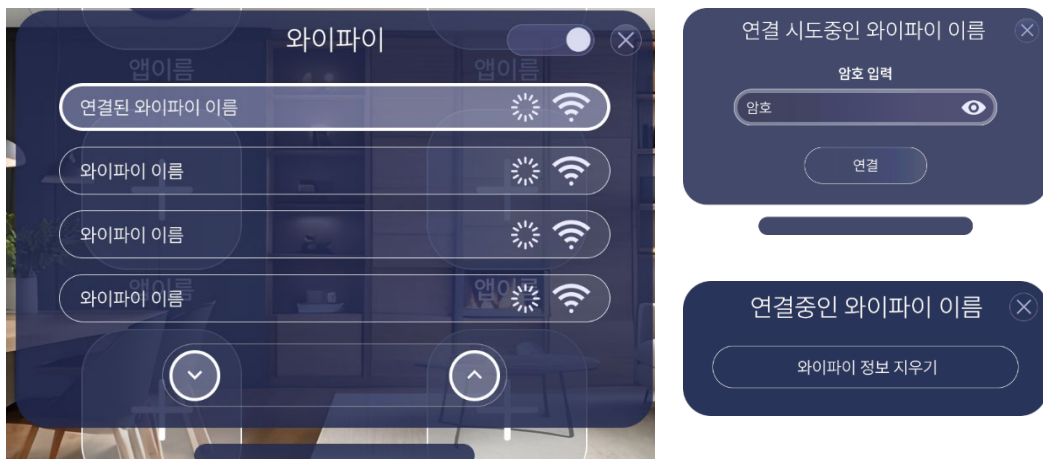 와이파이
앱이름
앱이름
연결된 와이파이 이름
와이파이 이름
와이파이 이름
와이파이 이름
앱이름
앱이름
연결 시도중인 와이파이 이름
암호 입력
암호
연결
연결중인 와이파이 이름
와이파이 정보 지우기